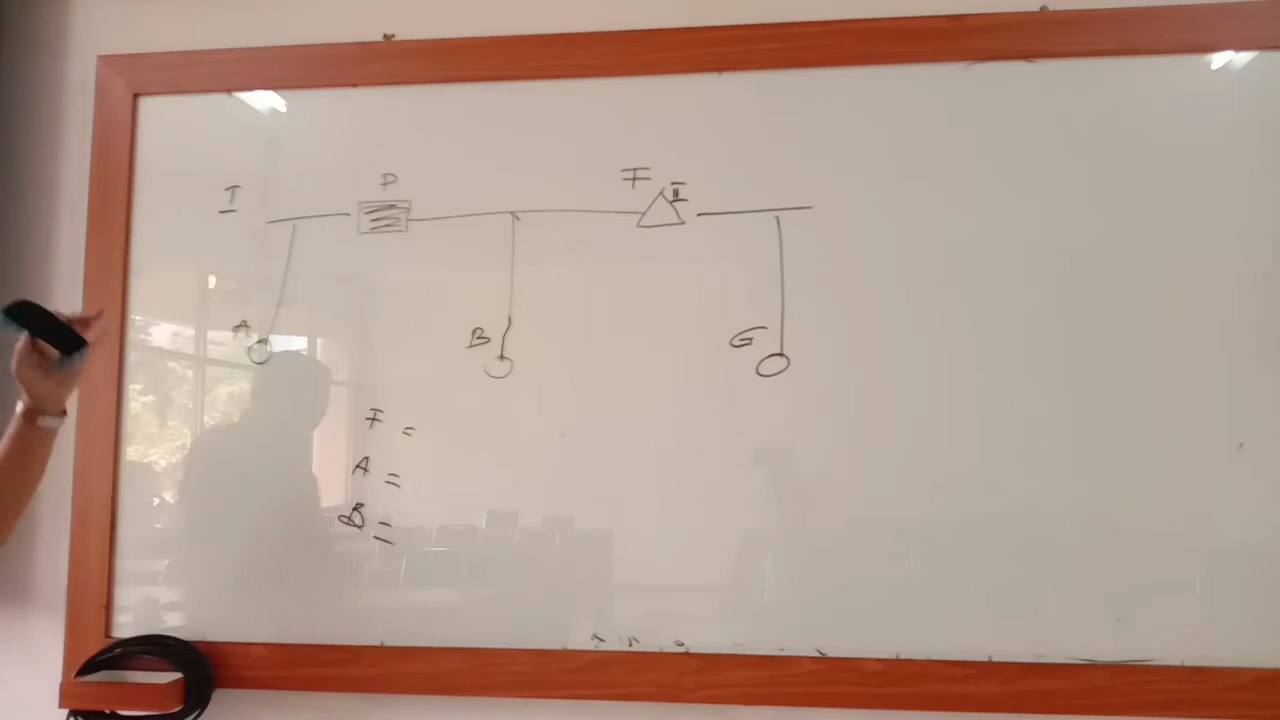 I P F II
A B G
F =
A =
B =